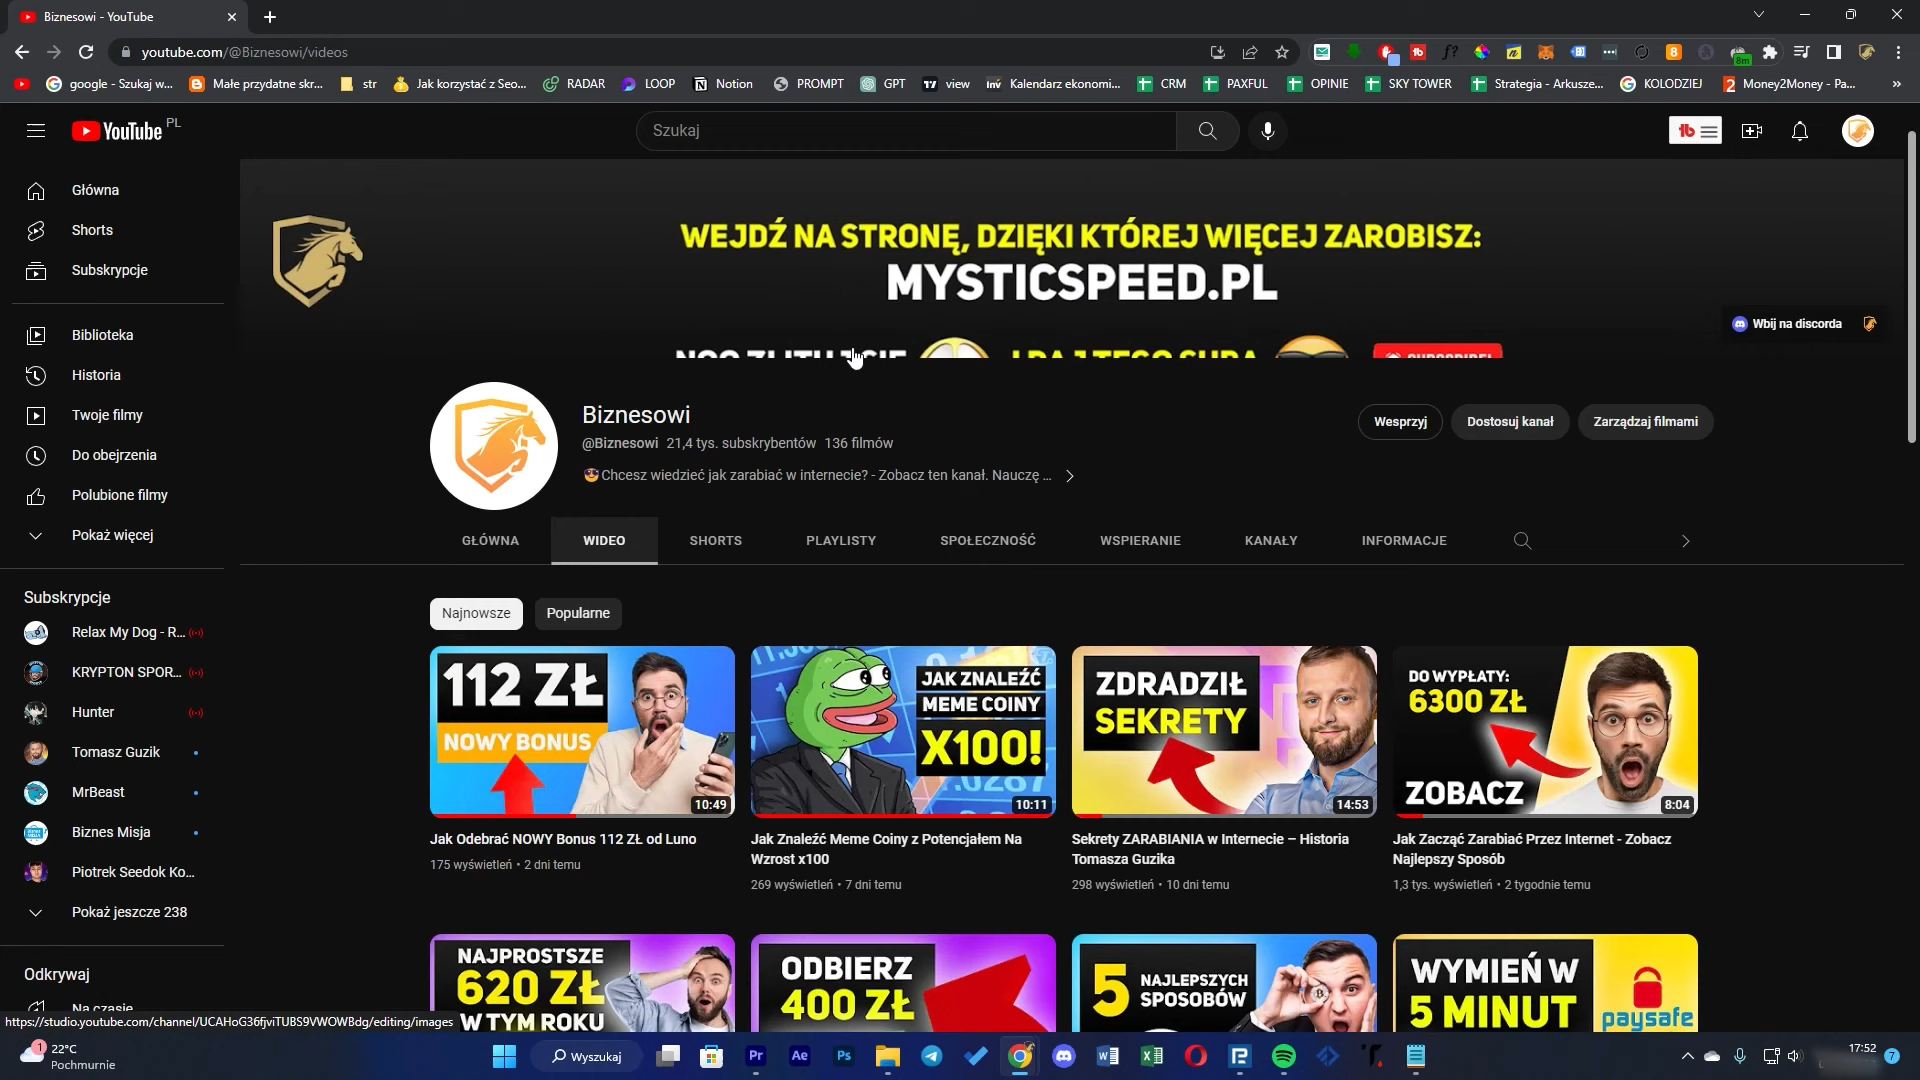 Biznesowi - YouTube
youtube.com/@Biznesowi/videos
google - Szukaj w...
Małe przydatne skr...
str
Jak korzystać z Seo...
RADAR
LOOP
Notion
PROMPT
GPT
view
Kalendarz ekonomi...
CRM
PAXFUL
OPINIE
SKY TOWER
Strategia - Arkusze...
KOLODZIEJ
Money2Money - Pa...
YouTube PL
Szukaj
Główna
Shorts
Subskrypcje
Biblioteka
Historia
Twoje filmy
Do obejrzenia
Polubione filmy
Pokaż więcej
Subskrypcje
Relax My Dog - R...
KRYPTON SPOR...
Hunter
Tomasz Guzik
MrBeast
Biznes Misja
Piotrek Seedok Ko...
Pokaż jeszcze 238
Odkrywaj
Na czasie
WEJDŹ NA STRONĘ, DZIĘKI KTÓREJ WIĘCEJ ZAROBISZ:
MYSTICSPEED.PL
Wbij na discorda
Biznesowi
@Biznesowi 21,4 tys. subskrybentów 136 filmów
Chcesz wiedzieć jak zarabiać w internecie? - Zobacz ten kanał. Nauczę ...
Wesprzyj
Dostosuj kanał
Zarządzaj filmami
GŁÓWNA
WIDEO
SHORTS
PLAYLISTY
SPOŁECZNOŚĆ
WSPIERANIE
KANAŁY
INFORMACJE
Najnowsze
Popularne
112 ZŁ
NOWY BONUS
10:49
Jak Odebrać NOWY Bonus 112 ZŁ od Luno
175 wyświetleń • 2 dni temu
JAK ZNALEŹĆ
MEME COINY
X100!
10:11
Jak Znaleźć Meme Coiny z Potencjałem Na
Wzrost x100
269 wyświetleń • 7 dni temu
ZDRADZIŁ
SEKRETY
14:53
Sekrety ZARABIANIA w Internecie – Historia
Tomasza Guzika
298 wyświetleń • 10 dni temu
DO WYPŁATY:
6300 ZŁ
ZOBACZ
8:04
Jak Zacząć Zarabiać Przez Internet - Zobacz
Najlepszy Sposób
1,3 tys. wyświetleń • 2 tygodnie temu
NAJPROSTSZE
620 ZŁ
W TYM ROKU
ODBIERZ
400 ZŁ
5 NAJLEPSZYCH
SPOSOBÓW
WYMIEŃ W
5 MINUT
paysafe
https://studio.youtube.com/channel/UCAHoG36fjviTUBS9VWOWBdg/editing/images
22°C
Pochmurnie
Wyszukaj
17:52